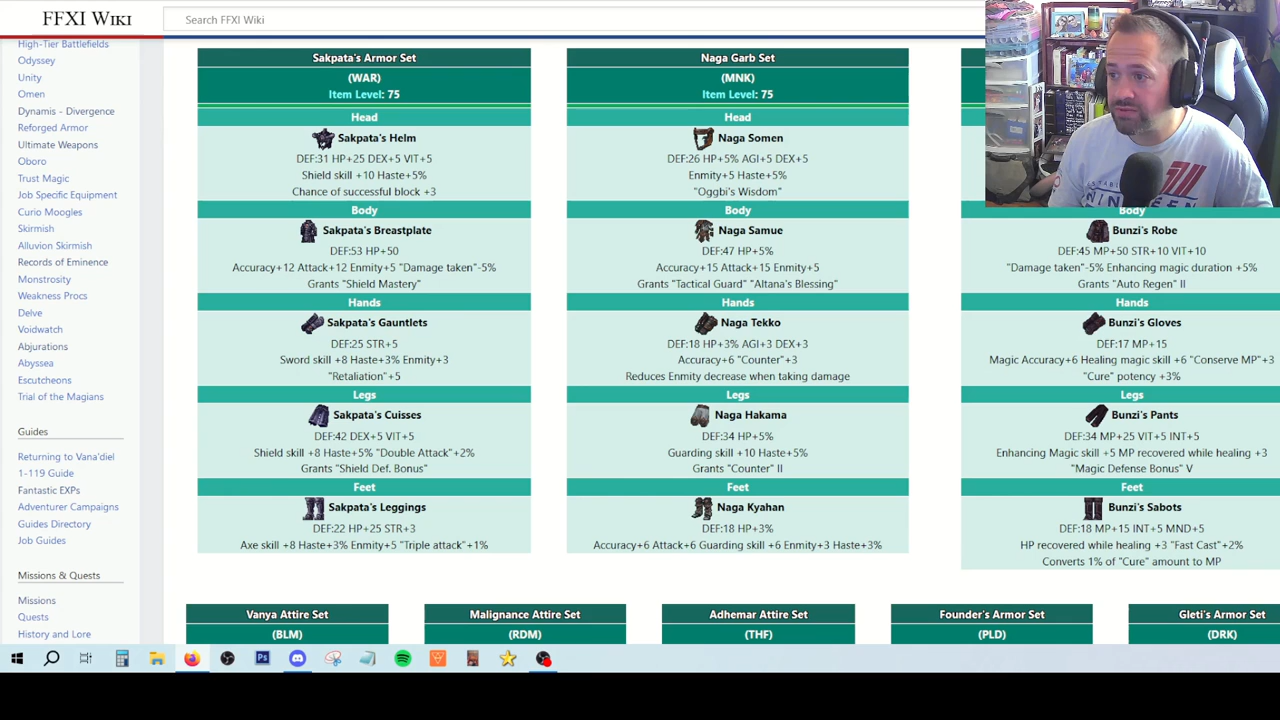 FFXI WIKI
Search FFXI Wiki
High-Tier Battlefields
Odyssey
Unity
Omen
Dynamis - Divergence
Reforged Armor
Ultimate Weapons
Oboro
Trust Magic
Job Specific Equipment
Curio Moogles
Skirmish
Alluvion Skirmish
Records of Eminence
Monstrosity
Weakness Procs
Delve
Voidwatch
Abjurations
Abyssea
Escutcheons
Trial of the Magians
Guides
Returning to Vana'diel
1-119 Guide
Fantastic EXPs
Adventurer Campaigns
Guides Directory
Job Guides
Missions & Quests
Missions
Quests
History and Lore
Sakpata's Armor Set
(WAR)
Item Level: 75
Head
Sakpata's Helm
DEF:31 HP+25 DEX+5 VIT+5
Shield skill +10 Haste+5%
Chance of successful block +3
Body
Sakpata's Breastplate
DEF:53 HP+50
Accuracy+12 Attack+12 Enmity+5 "Damage taken"-5%
Grants "Shield Mastery"
Hands
Sakpata's Gauntlets
DEF:25 STR+5
Sword skill +8 Haste+3% Enmity+3
"Retaliation"+5
Legs
Sakpata's Cuisses
DEF:42 DEX+5 VIT+5
Shield skill +8 Haste+5% "Double Attack"+2%
Grants "Shield Def. Bonus"
Feet
Sakpata's Leggings
DEF:22 HP+25 STR+3
Axe skill +8 Haste+3% Enmity+5 "Triple attack"+1%
Naga Garb Set
(MNK)
Item Level: 75
Head
Naga Somen
DEF:26 HP+5% AGI+5 DEX+5
Enmity+5 Haste+5%
"Oggbi's Wisdom"
Body
Naga Samue
DEF:47 HP+5%
Accuracy+15 Attack+15 Enmity+5
Grants "Tactical Guard" "Altana's Blessing"
Hands
Naga Tekko
DEF:18 HP+3% AGI+3 DEX+3
Accuracy+6 "Counter"+3
Reduces Enmity decrease when taking damage
Legs
Naga Hakama
DEF:34 HP+5%
Guarding skill +10 Haste+5%
Grants "Counter" II
Feet
Naga Kyahan
DEF:18 HP+3%
Accuracy+6 Attack+6 Guarding skill +6 Enmity+3 Haste+3%
Body
Bunzi's Robe
DEF:45 MP+50 STR+10 VIT+10
"Damage taken"-5% Enhancing magic duration +5%
Grants "Auto Regen" II
Hands
Bunzi's Gloves
DEF:17 MP+15
Magic Accuracy+6 Healing magic skill +6 "Conserve MP"+3
"Cure" potency +3%
Legs
Bunzi's Pants
DEF:34 MP+25 VIT+5 INT+5
Enhancing Magic skill +5 MP recovered while healing +3
"Magic Defense Bonus" V
Feet
Bunzi's Sabots
DEF:18 MP+15 INT+5 MND+5
HP recovered while healing +3 "Fast Cast"+2%
Converts 1% of "Cure" amount to MP
Vanya Attire Set
(BLM)
Malignance Attire Set
(RDM)
Adhemar Attire Set
(THF)
Founder's Armor Set
(PLD)
Gleti's Armor Set
(DRK)